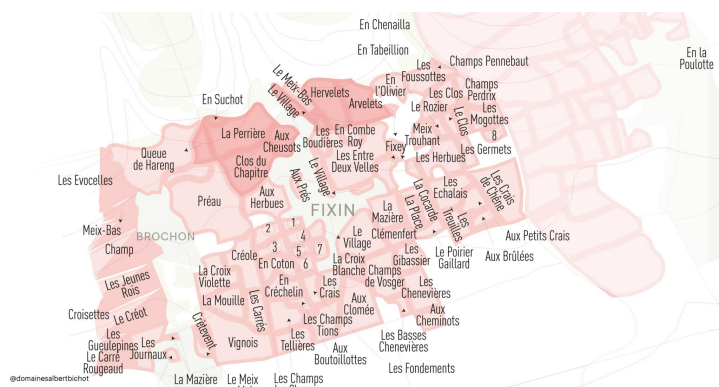 En Chenailla
En Tabeillion
En la
Poulotte
Les
Foussottes
Champs Pennebaut
Le Meix-Bas
Le Village
Hervelets
Arvelets
En
l'Olivier
Les Clos
Champs
Perdrix
En Suchot
Le Rozier
Le Clos
Les
Mogottes
8
La Perrière
Aux
Cheusots
Les
Boudières
En Combe
Roy
Meix
Trouhant
Fixey
Les Germets
Queue
de Hareng
Clos du
Chapitre
Le Village
Les Entre
Deux Velles
Les Herbues
Les Evocelles
Aux Prés
Préau
Aux
Herbues
FIXIN
La
Mazière
La Cocarde
La Place
Les
Echalais
Les Crais
de Chêne
Les
Treuilles
Meix-Bas
Champ
BROCHON
1
2
3
4
5
6
7
Le
Village
Clémenfert
Aux Petits Crais
Créole
En Coton
La Croix
Blanche
Champs
de Vosger
Les
Gibassier
Le Poirier
Gaillard
Aux Brûlées
Les Jeunes
Rois
La Croix
Violette
En
Créchelin
Les
Crais
Les
Chenevières
La Mouille
Les Carrés
Aux
Clomée
Croisettes
Le Créot
Crètevent
Les Champs
Tions
Aux
Cheminots
Les
Gueulepines
Les
Journaux
Vignois
Les
Tellières
Aux
Boutoillottes
Les Basses
Chenevières
Le Carré
Rougeaud
Les Fondements
@domainesalbertbichot
La Mazière
Le Meix
Les Champs